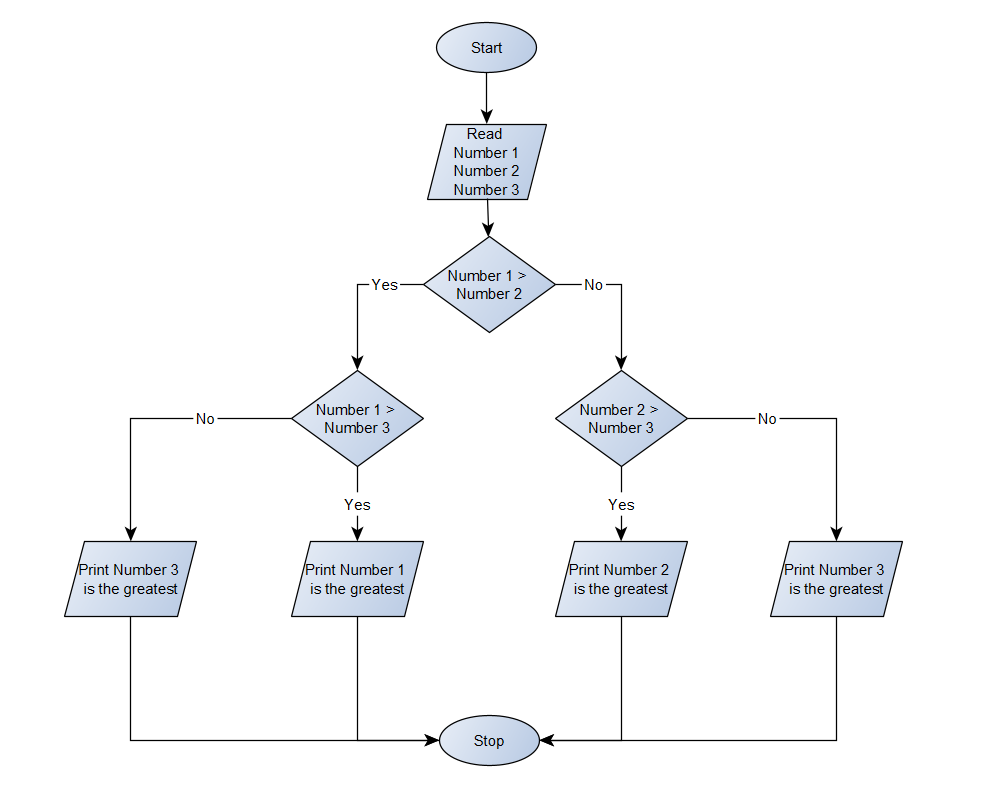 Start
Read
Number 1
Number 2
Number 3
Number 1 >
Number 2
Yes
No
Number 1 >
Number 3
Number 2 >
Number 3
No
No
Yes
Yes
Print Number 3
is the greatest
Print Number 1
is the greatest
Print Number 2
is the greatest
Print Number 3
is the greatest
Stop